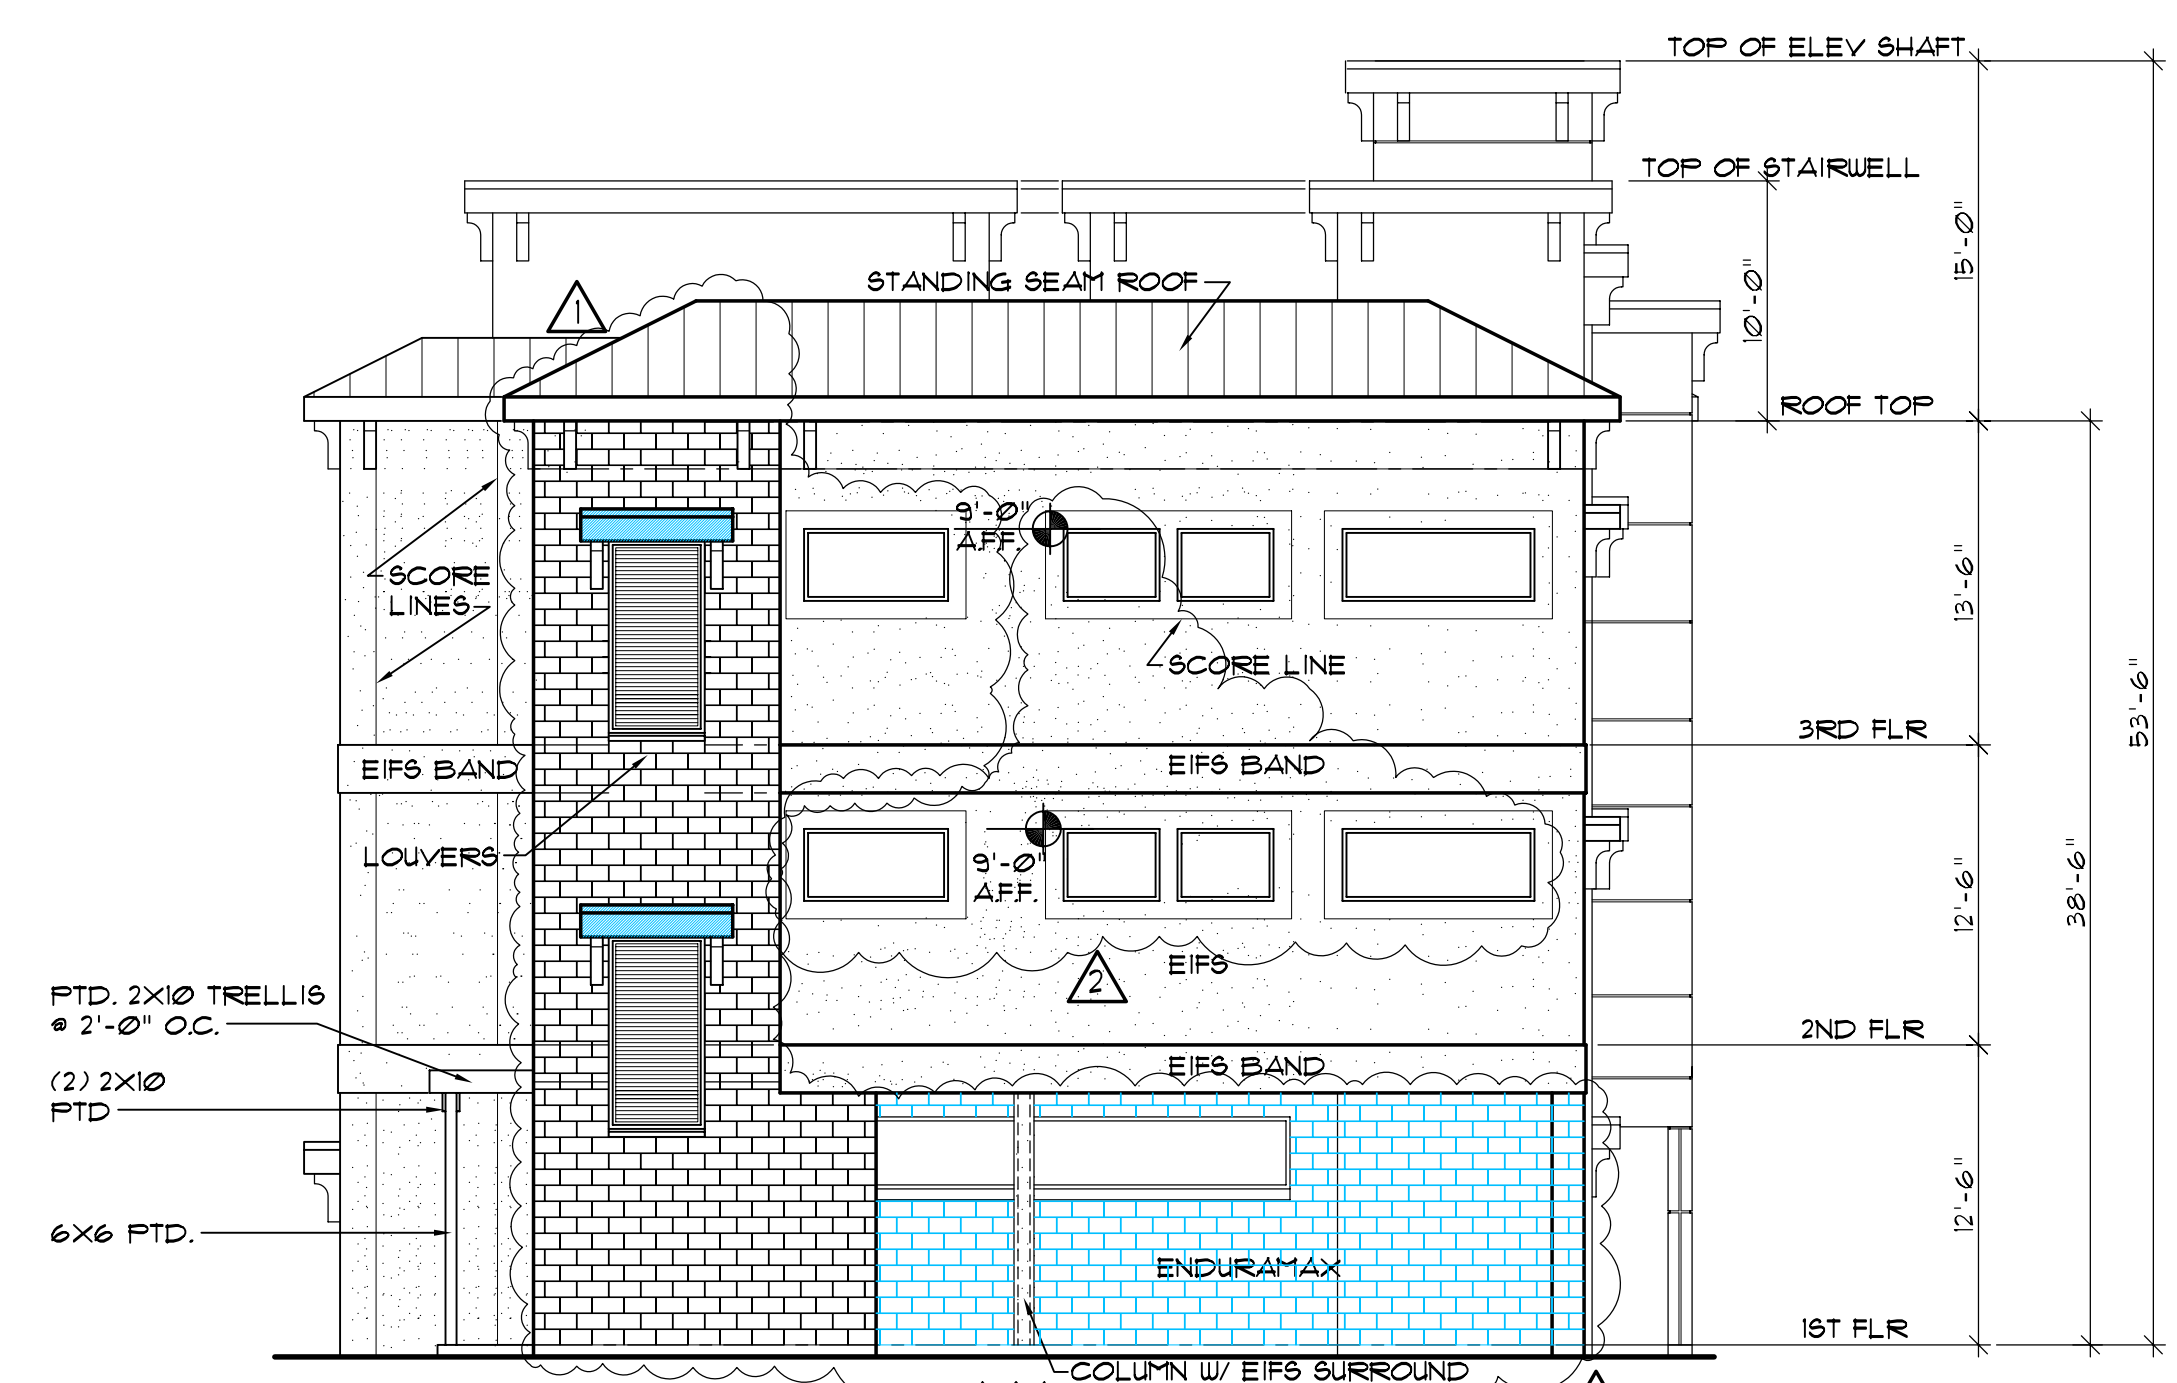 TOP OF ELEV SHAFT
TOP OF STAIRWELL
15'-0"
10'-0"
STANDING SEAM ROOF
1
ROOF TOP
9'-0"
A.F.F.
SCORE
LINES
13'-6"
SCORE LINE
53'-6"
3RD FLR
EIFS BAND
EIFS BAND
LOUVERS
9'-0"
A.F.F.
12'-6"
38'-6"
EIFS
2
PTD. 2X10 TRELLIS
@ 2'-0" O.C.
2ND FLR
EIFS BAND
(2) 2X10
PTD
12'-6"
6X6 PTD.
ENDURAMAX
1ST FLR
COLUMN W/ EIFS SURROUND